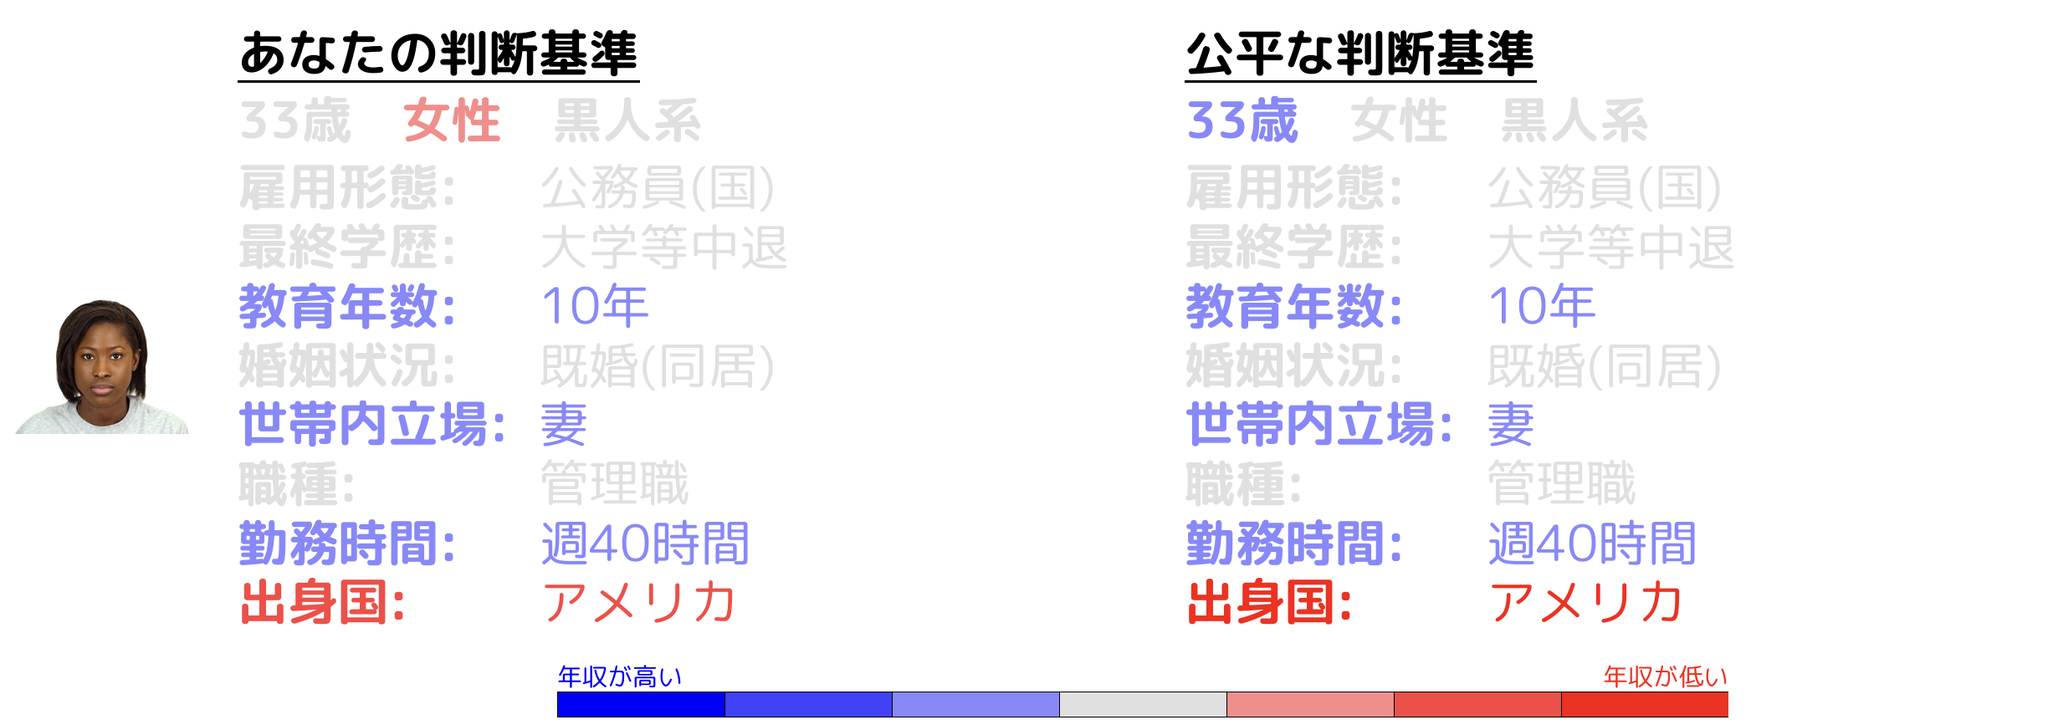 あなたの判断基準
33歳 女性 黒人系
雇用形態: 公務員(国)
最終学歴: 大学等中退
教育年数: 10年
婚姻状況: 既婚(同居)
世帯内立場: 妻
職種: 管理職
勤務時間: 週40時間
出身国: アメリカ
公平な判断基準
33歳 女性 黒人系
雇用形態: 公務員(国)
最終学歴: 大学等中退
教育年数: 10年
婚姻状況: 既婚(同居)
世帯内立場: 妻
職種: 管理職
勤務時間: 週40時間
出身国: アメリカ
年収が高い
年収が低い